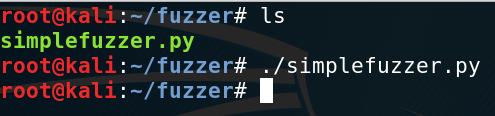 root@kali:~/fuzzer# ls
simplefuzzer.py
root@kali:~/fuzzer# ./simplefuzzer.py
root@kali:~/fuzzer#